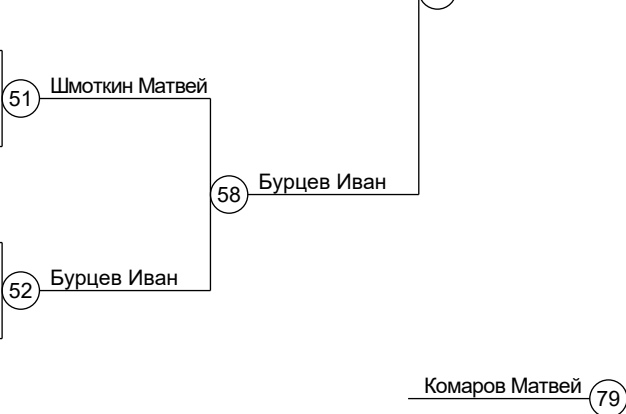 Шмоткин Матвей
51
Бурцев Иван
58
Бурцев Иван
52
Комаров Матвей
79